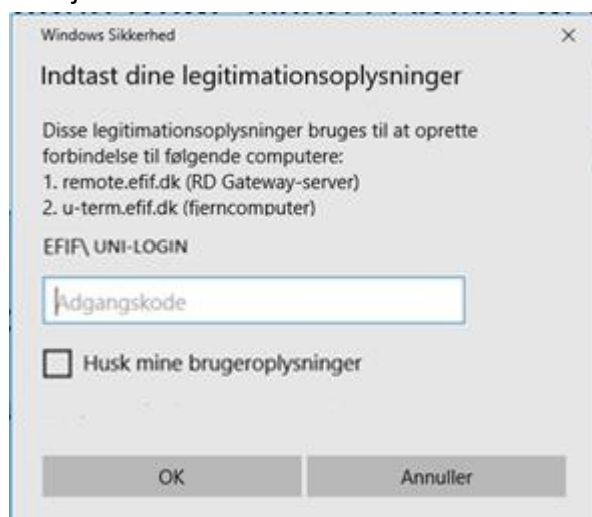 Windows Sikkerhed
Indtast dine legitimationsoplysninger
Disse legitimationsoplysninger bruges til at oprette
forbindelse til følgende computere:
1. remote.efif.dk (RD Gateway-server)
2. u-term.efif.dk (fjerncomputer)
EFIF\ UNI-LOGIN
Adgangskode
Husk mine brugeroplysninger
OK
Annuller